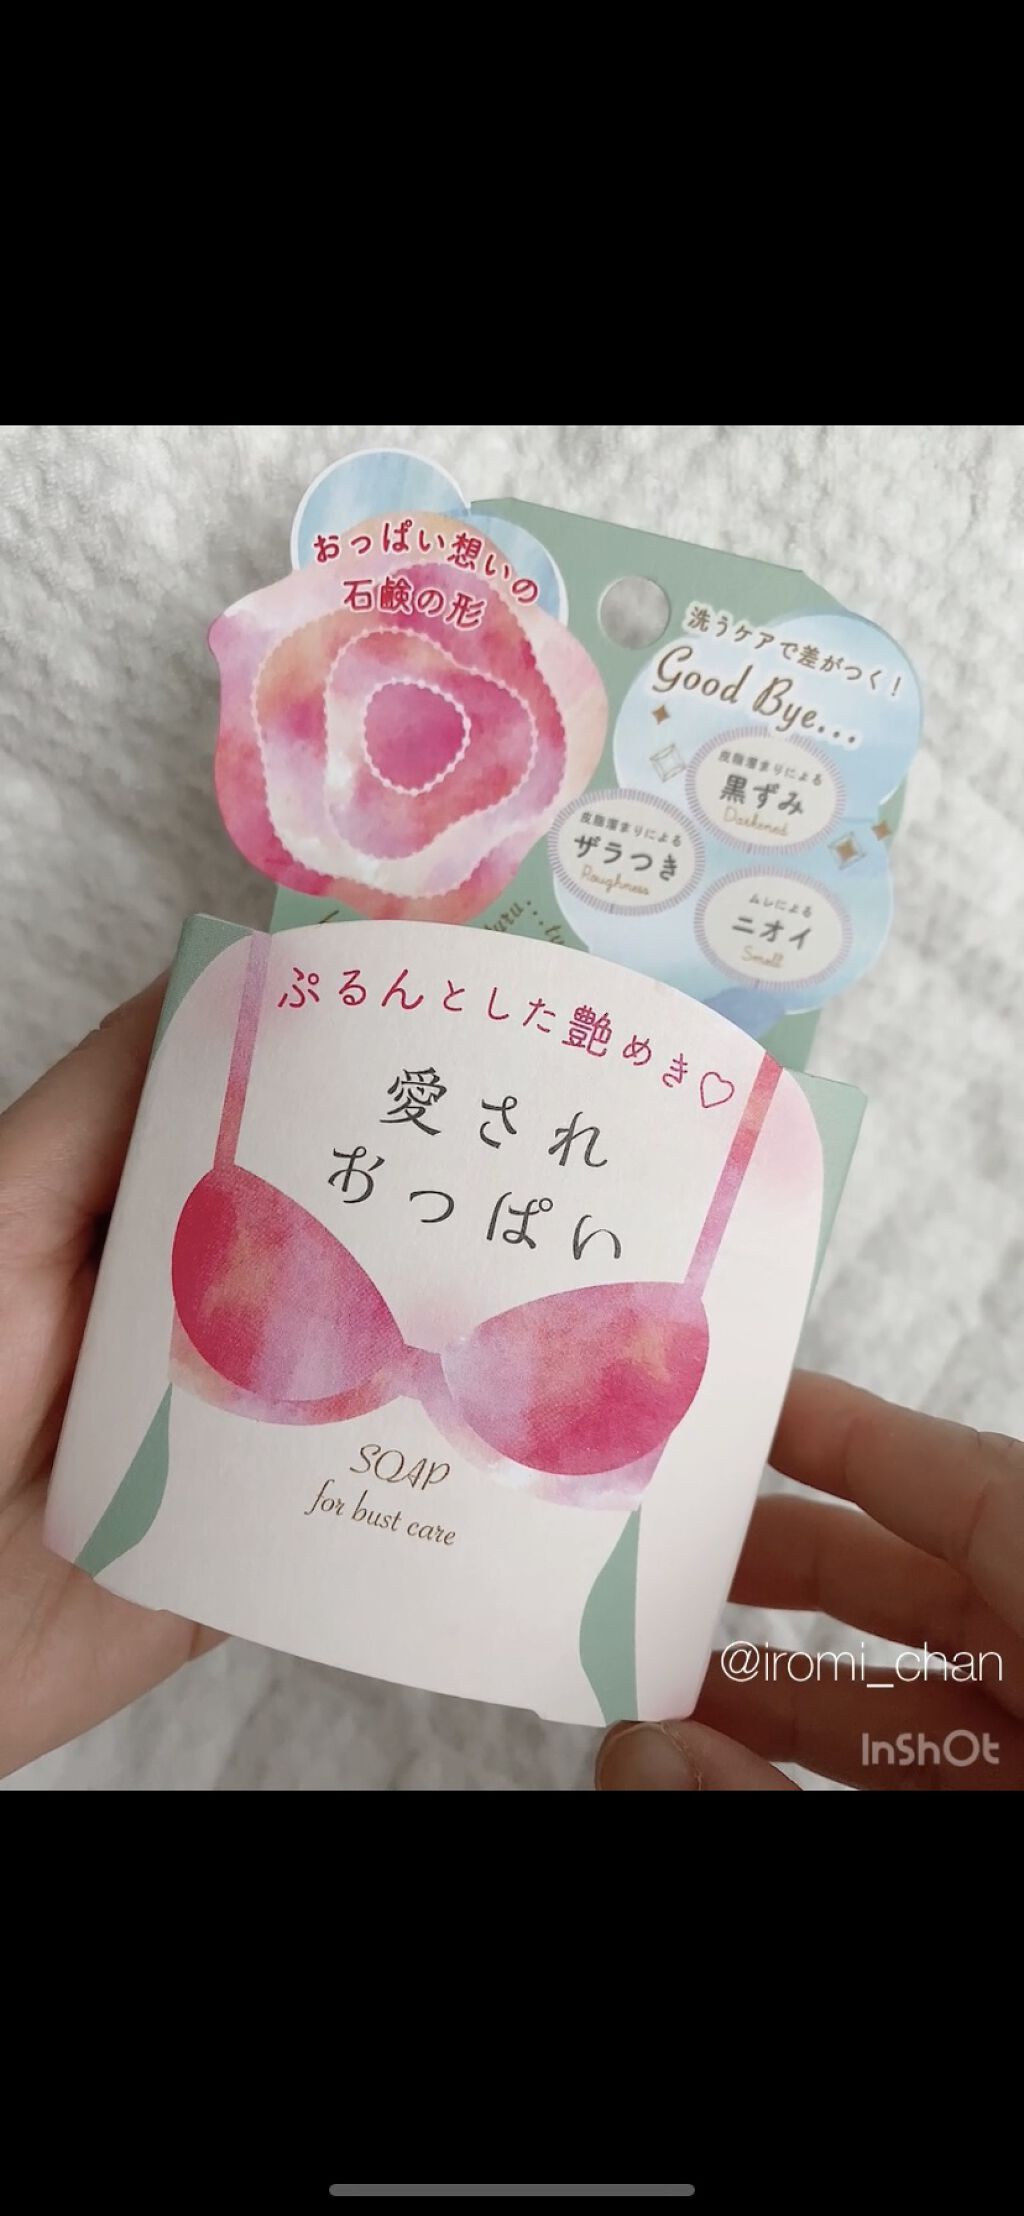 おっぱい想いの
石鹸の形
洗うケアで差がつく！
Good Bye...
皮脂溜まりによる
黒ずみ
Darkened
皮脂溜まりによる
ザラつき
Roughness
ムレによる
ニオイ
Smell
ぷるんとした艶めき♡
愛され
おっぱい
SOAP
for bust care
@iromi_chan
InShOt